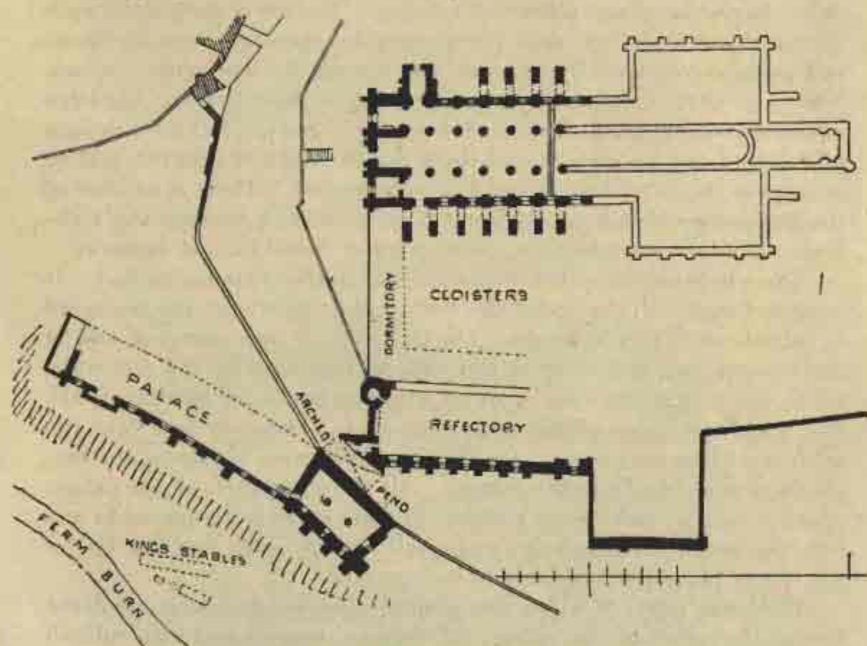 CLOISTERS
DORMITORY
PALACE
ARCHED PEND
REFECTORY
KINGS STABLES
FERM BURN